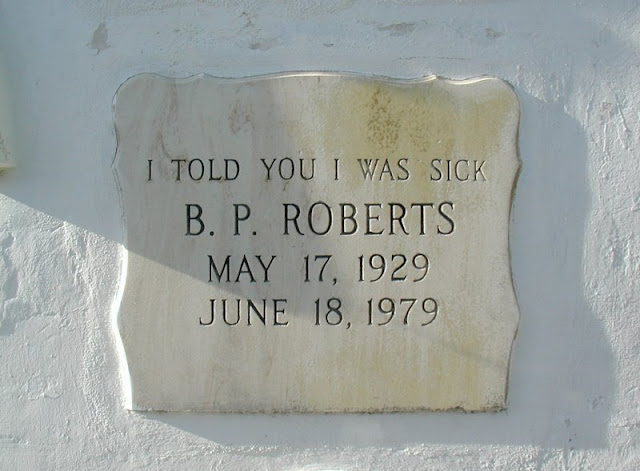 I TOLD YOU I WAS SICK
B. P. ROBERTS
MAY 17, 1929
JUNE 18, 1979